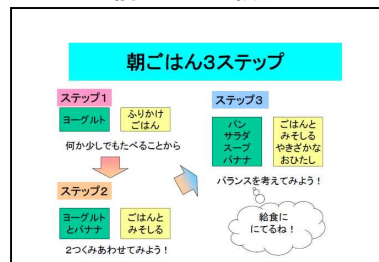 朝ごはん3ステップ
ステップ1
ヨーグルト
ふりかけ
ごはん
何か少しでもたべることから
ステップ2
ヨーグルト
とバナナ
ごはんと
みそしる
2つくみあわせてみよう！
ステップ3
パン
サラダ
スープ
バナナ
ごはんと
みそしる
やきざかな
おひたし
バランスを考えてみよう！
給食に
にてるね！